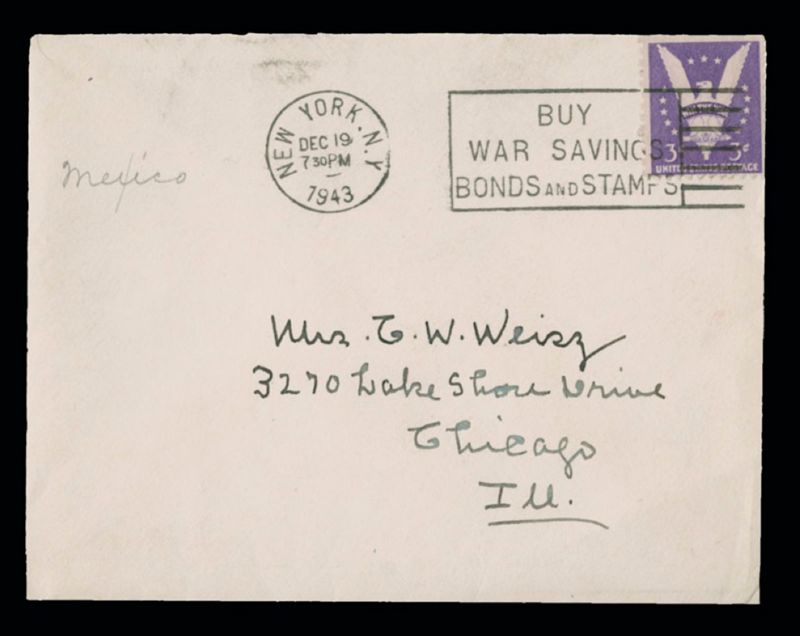 NEW YORK, N.Y.
DEC 19
7 30 PM
1943
BUY
WAR SAVINGS
BONDS AND STAMPS
3 3¢
UNITED STATES POSTAGE
Mexico
Mrs. C. W. Weisz
3270 Lake Shore Drive
Chicago
Ill.